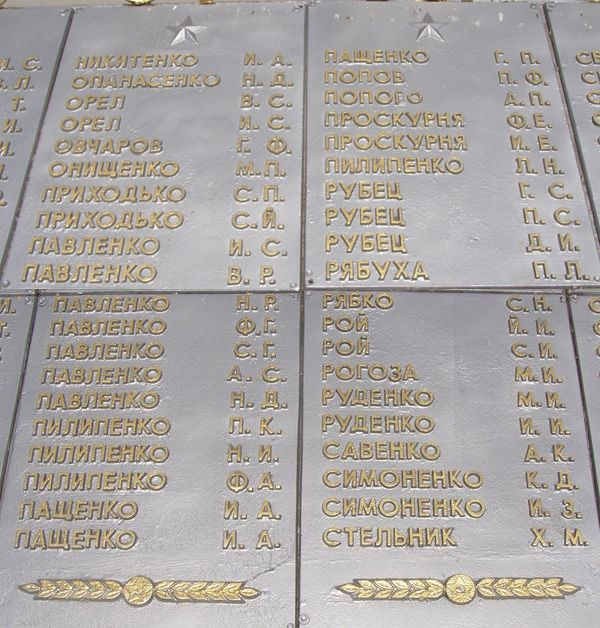 НИКИТЕНКО И. А.
ОПАНАСЕНКО Н. Д.
ОРЕЛ В. С.
ОРЕЛ И. С.
ОВЧАРОВ Г. Ф.
ОНИЩЕНКО М. П.
ПРИХОДЬКО С. П.
ПРИХОДЬКО С. Й.
ПАВЛЕНКО И. С.
ПАВЛЕНКО В. Р.
ПАВЛЕНКО Н. Р.
ПАВЛЕНКО Ф. Г.
ПАВЛЕНКО С. Г.
ПАВЛЕНКО А. С.
ПАВЛЕНКО Н. Д.
ПИЛИПЕНКО П. К.
ПИЛИПЕНКО Н. И.
ПИЛИПЕНКО Ф. А.
ПАЩЕНКО И. А.
ПАЩЕНКО И. А.
ПАЩЕНКО Г. П.
ПОПОВ П. Ф.
ПОПОГО А. П.
ПРОСКУРНЯ Ф. Е.
ПРОСКУРНЯ И. Е.
ПИЛИПЕНКО Л. Н.
РУБЕЦ Г. С.
РУБЕЦ П. С.
РУБЕЦ Д. И.
РЯБУХА П. Л.
РЯБКО С. Н.
РОЙ Й. И.
РОЙ С. И.
РОГОЗА М. И.
РУДЕНКО М. И.
РУДЕНКО И. И.
САВЕНКО А. К.
СИМОНЕНКО К. Д.
СИМОНЕНКО И. З.
СТЕЛЬНИК Х. М.